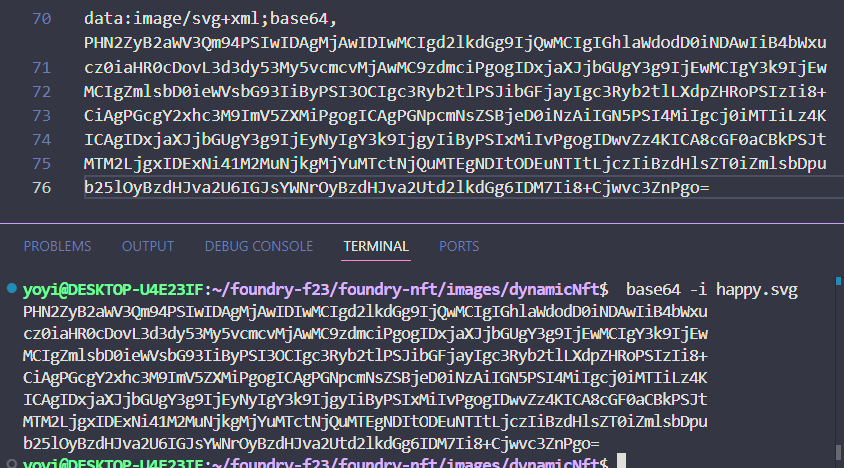 70 data:image/svg+xml;base64,
PHN2ZyB2aWV3Qm94PSIwIDAgMjAwIDIwMCIgd2lkdGg9IjQwMCIgIGhlaWdodD0iNDAwIiB4bWxu
71 cz0iaHR0cDovL3d3dy53My5vcmcvMjAwMC9zdmciPgogIDxjaXJjbGUgY3g9IjEwMCIgY3k9IjEw
72 MCIgZmlsbD0ieWVsbG93IiByPSI3OCIgc3Ryb2tlPSJibGFjayIgc3Ryb2tlLXdpZHRoPSIzIi8+
73 CiAgPGcgY2xhc3M9ImV5ZXMiPgogICAgPGNpcmNsZSBjeD0iNzAiIGN5PSI4MiIgcj0iMTIiLz4K
74 ICAgIDxjaXJjbGUgY3g9IjEyNyIgY3k9IjgyIiByPSIxMiIvPgogIDwvZz4KICA8cGF0aCBkPSJt
75 MTM2LjgxIDExNi41M2MuNjkgMjYuMTctNjQuMTEgNDItODEuNTItLjczIiBzdHlsZT0iZmlsbDpu
76 b25lOyBzdHJva2U6IGJsYWNrOyBzdHJva2Utd2lkdGg6IDM7Ii8+Cjwvc3ZnPgo=
PROBLEMS OUTPUT DEBUG CONSOLE TERMINAL PORTS
yoyi@DESKTOP-U4E23IF:~/foundry-f23/foundry-nft/images/dynamicNft$ base64 -i happy.svg
PHN2ZyB2aWV3Qm94PSIwIDAgMjAwIDIwMCIgd2lkdGg9IjQwMCIgIGhlaWdodD0iNDAwIiB4bWxu
cz0iaHR0cDovL3d3dy53My5vcmcvMjAwMC9zdmciPgogIDxjaXJjbGUgY3g9IjEwMCIgY3k9IjEw
MCIgZmlsbD0ieWVsbG93IiByPSI3OCIgc3Ryb2tlPSJibGFjayIgc3Ryb2tlLXdpZHRoPSIzIi8+
CiAgPGcgY2xhc3M9ImV5ZXMiPgogICAgPGNpcmNsZSBjeD0iNzAiIGN5PSI4MiIgcj0iMTIiLz4K
ICAgIDxjaXJjbGUgY3g9IjEyNyIgY3k9IjgyIiByPSIxMiIvPgogIDwvZz4KICA8cGF0aCBkPSJt
MTM2LjgxIDExNi41M2MuNjkgMjYuMTctNjQuMTEgNDItODEuNTItLjczIiBzdHlsZT0iZmlsbDpu
b25lOyBzdHJva2U6IGJsYWNrOyBzdHJva2Utd2lkdGg6IDM7Ii8+Cjwvc3ZnPgo=
yoyi@DESKTOP-U4E23IF:~/foundry-f23/foundry-nft/images/dynamicNft$